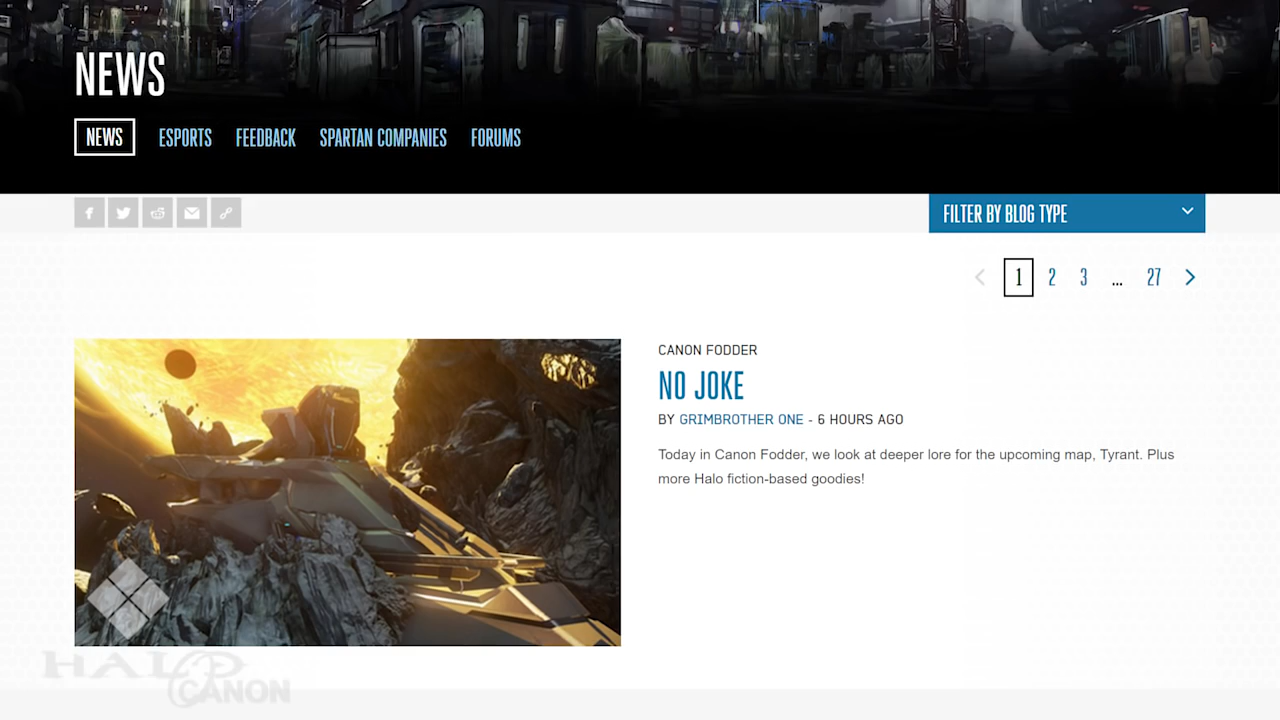 NEWS
NEWS ESPORTS FEEDBACK SPARTAN COMPANIES FORUMS
FILTER BY BLOG TYPE
1 2 3 ... 27
CANON FODDER
NO JOKE
BY GRIMBROTHER ONE - 6 HOURS AGO
Today in Canon Fodder, we look at deeper lore for the upcoming map, Tyrant. Plus
more Halo fiction-based goodies!
HALO
CANON